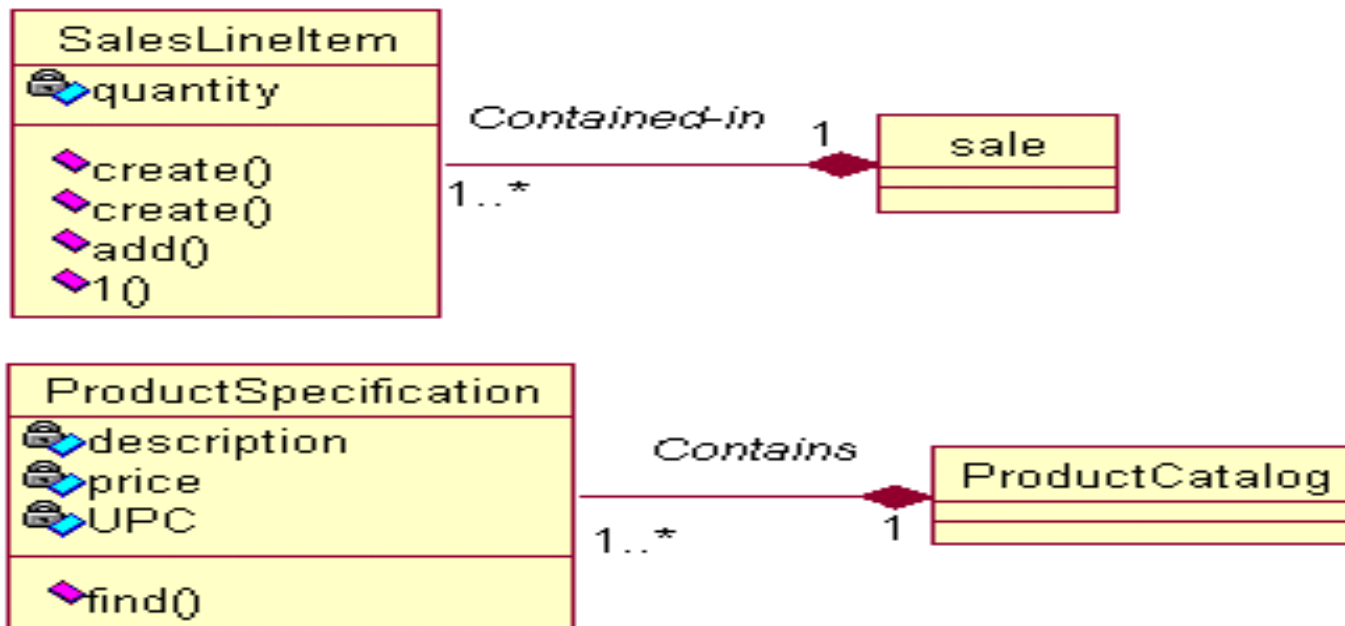 SalesLineItem
quantity
create()
create()
add()
1()
Contained-in
1
1..*
sale
ProductSpecification
description
price
UPC
find()
Contains
1..*
1
ProductCatalog